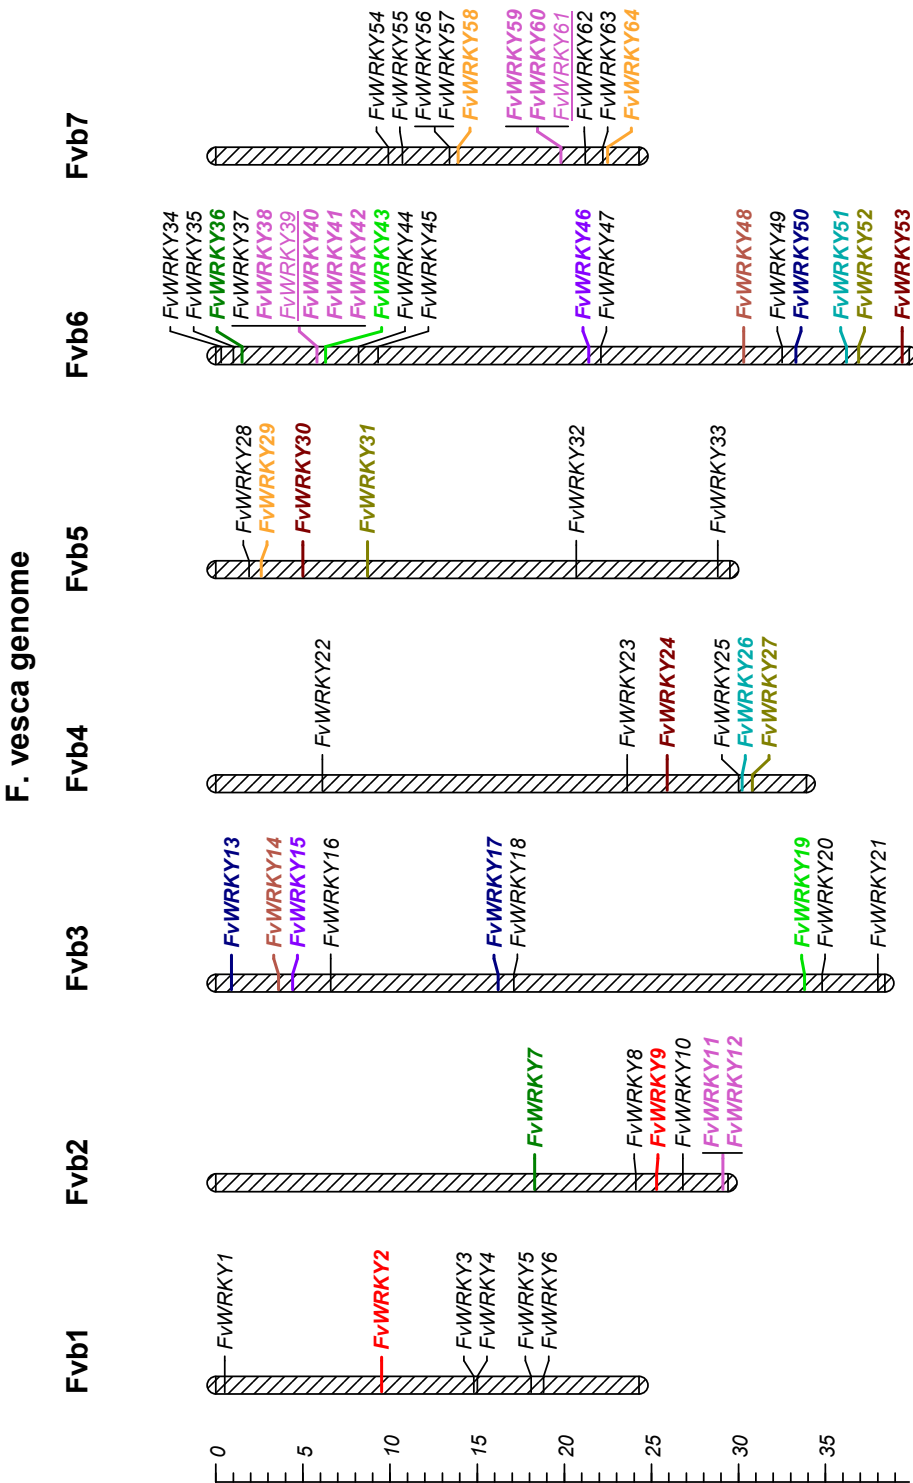 F. vesca genome
Fvb1
Fvb2
Fvb3
Fvb4
Fvb5
Fvb6
Fvb7
0
5
10
15
20
25
30
35
FvWRKY1
FvWRKY2
FvWRKY3
FvWRKY4
FvWRKY5
FvWRKY6
FvWRKY7
FvWRKY8
FvWRKY9
FvWRKY10
FvWRKY11
FvWRKY12
FvWRKY13
FvWRKY14
FvWRKY15
FvWRKY16
FvWRKY17
FvWRKY18
FvWRKY19
FvWRKY20
FvWRKY21
FvWRKY22
FvWRKY23
FvWRKY24
FvWRKY25
FvWRKY26
FvWRKY27
FvWRKY28
FvWRKY29
FvWRKY30
FvWRKY31
FvWRKY32
FvWRKY33
FvWRKY34
FvWRKY35
FvWRKY36
FvWRKY37
FvWRKY38
FvWRKY39
FvWRKY40
FvWRKY41
FvWRKY42
FvWRKY43
FvWRKY44
FvWRKY45
FvWRKY46
FvWRKY47
FvWRKY48
FvWRKY49
FvWRKY50
FvWRKY51
FvWRKY52
FvWRKY53
FvWRKY54
FvWRKY55
FvWRKY56
FvWRKY57
FvWRKY58
FvWRKY59
FvWRKY60
FvWRKY61
FvWRKY62
FvWRKY63
FvWRKY64